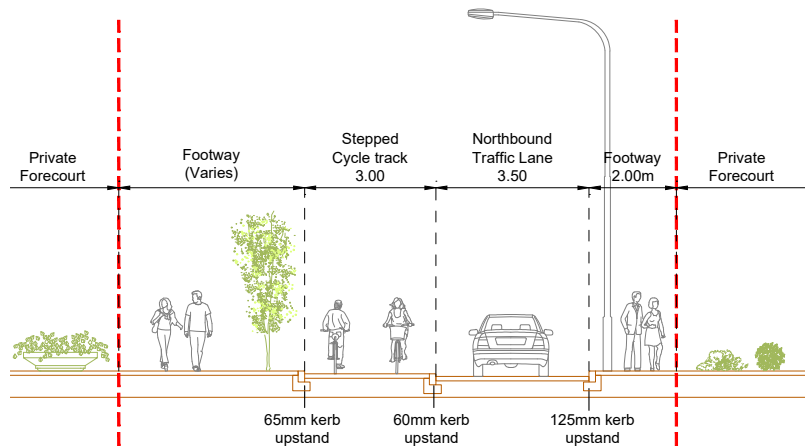 Private
Forecourt
Footway
(Varies)
Stepped
Cycle track
3.00
Northbound
Traffic Lane
3.50
Footway
2.00m
Private
Forecourt
65mm kerb
upstand
60mm kerb
upstand
125mm kerb
upstand